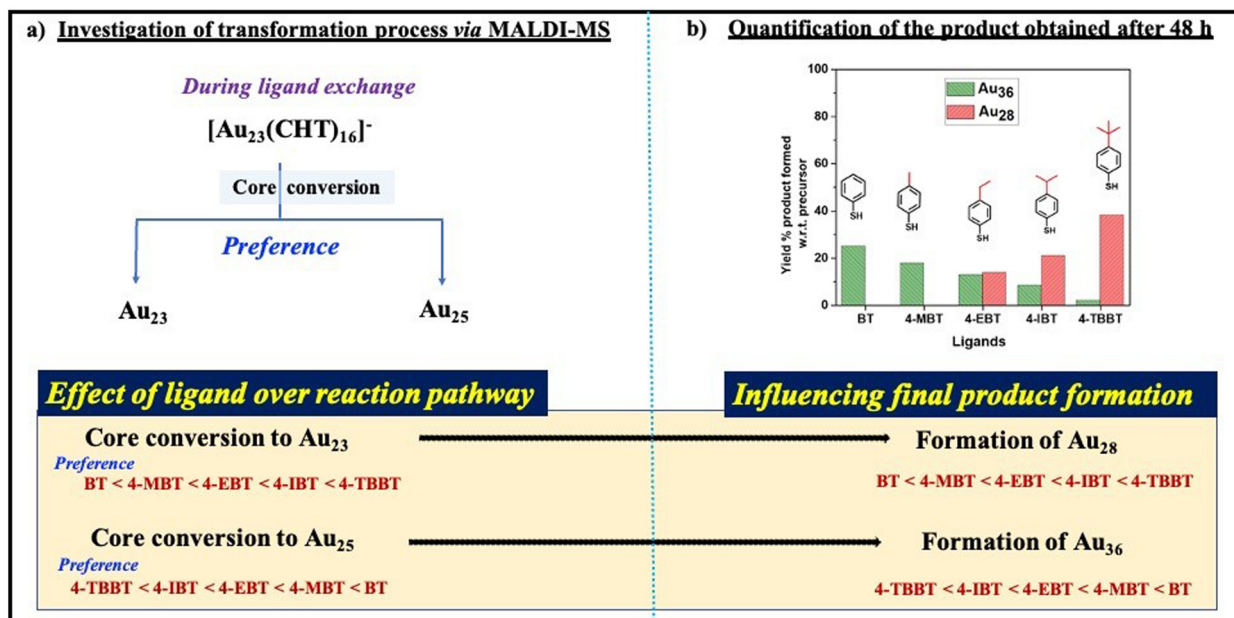 a) Investigation of transformation process via MALDI-MS
During ligand exchange
[Au23(CHT)16]-
Core conversion
Preference
Au23
Au25
b) Quantification of the product obtained after 48 h
Yield % product formed
w.r.t. precursor
100
80
60
40
20
0
Au36
Au28
SH
SH
SH
SH
SH
BT 4-MBT 4-EBT 4-IBT 4-TBBT
Ligands
Effect of ligand over reaction pathway
Influencing final product formation
Core conversion to Au23
Formation of Au28
Preference
BT < 4-MBT < 4-EBT < 4-IBT < 4-TBBT
BT < 4-MBT < 4-EBT < 4-IBT < 4-TBBT
Core conversion to Au25
Formation of Au36
Preference
4-TBBT < 4-IBT < 4-EBT < 4-MBT < BT
4-TBBT < 4-IBT < 4-EBT < 4-MBT < BT